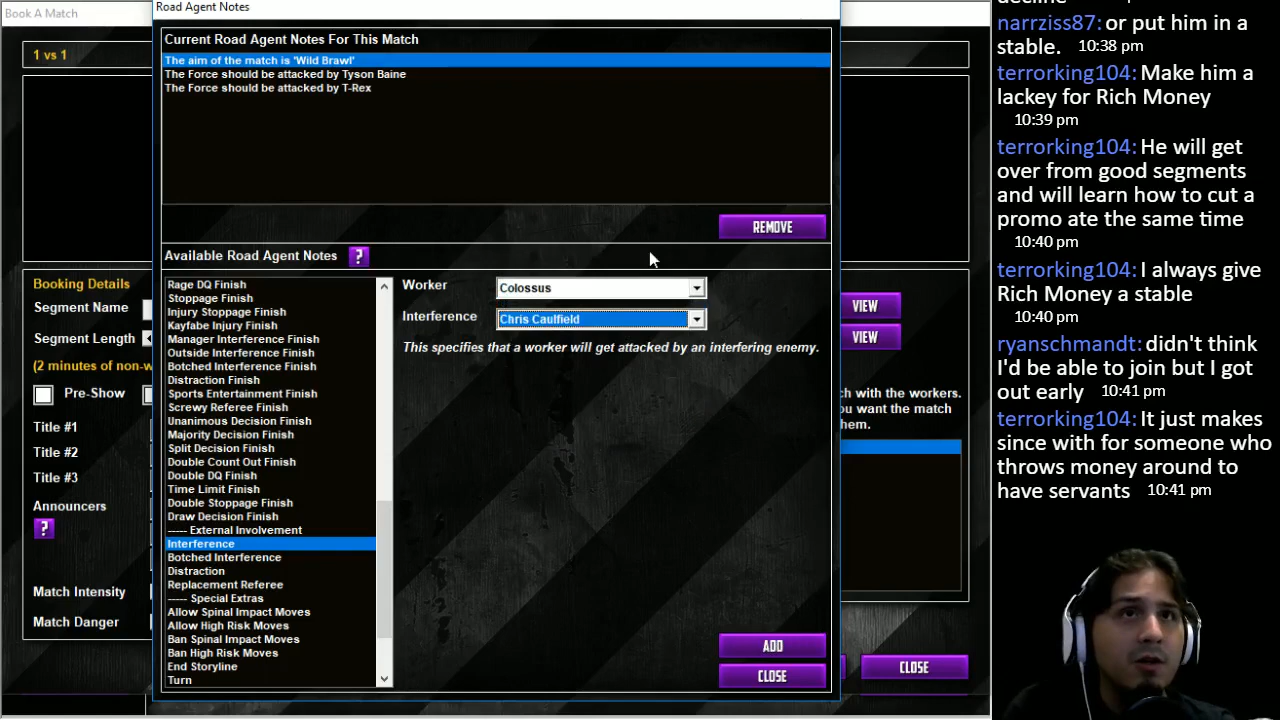 Book A Match
Road Agent Notes
1 vs 1
Current Road Agent Notes For This Match
The aim of the match is 'Wild Brawl'
The Force should be attacked by Tyson Baine
The Force should be attacked by T-Rex
REMOVE
Available Road Agent Notes ?
Rage DQ Finish
Stoppage Finish
Injury Stoppage Finish
Kayfabe Injury Finish
Manager Interference Finish
Outside Interference Finish
Botched Interference Finish
Distraction Finish
Sports Entertainment Finish
Screwy Referee Finish
Unanimous Decision Finish
Majority Decision Finish
Split Decision Finish
Double Count Out Finish
Double DQ Finish
Time Limit Finish
Double Stoppage Finish
Draw Decision Finish
----- External Involvement
Interference
Botched Interference
Distraction
Replacement Referee
----- Special Extras
Allow Spinal Impact Moves
Allow High Risk Moves
Ban Spinal Impact Moves
Ban High Risk Moves
End Storyline
Turn
Worker Colossus
Interference Chris Caulfield
This specifies that a worker will get attacked by an interfering enemy.
ADD
CLOSE
Booking Details
Segment Name
Segment Length
(2 minutes of non-w
Pre-Show
Title #1
Title #2
Title #3
Announcers
?
Match Intensity
Match Danger
VIEW
VIEW
ch with the workers.
ou want the match
hem.
CLOSE
decline
narrziss87: or put him in a
stable. 10:38 pm
terrorking104: Make him a
lackey for Rich Money
10:39 pm
terrorking104: He will get
over from good segments
and will learn how to cut a
promo ate the same time
10:40 pm
terrorking104: I always give
Rich Money a stable
10:40 pm
ryanschmandt: didn't think
I'd be able to join but I got
out early 10:41 pm
terrorking104: It just makes
since with for someone who
throws money around to
have servants 10:41 pm